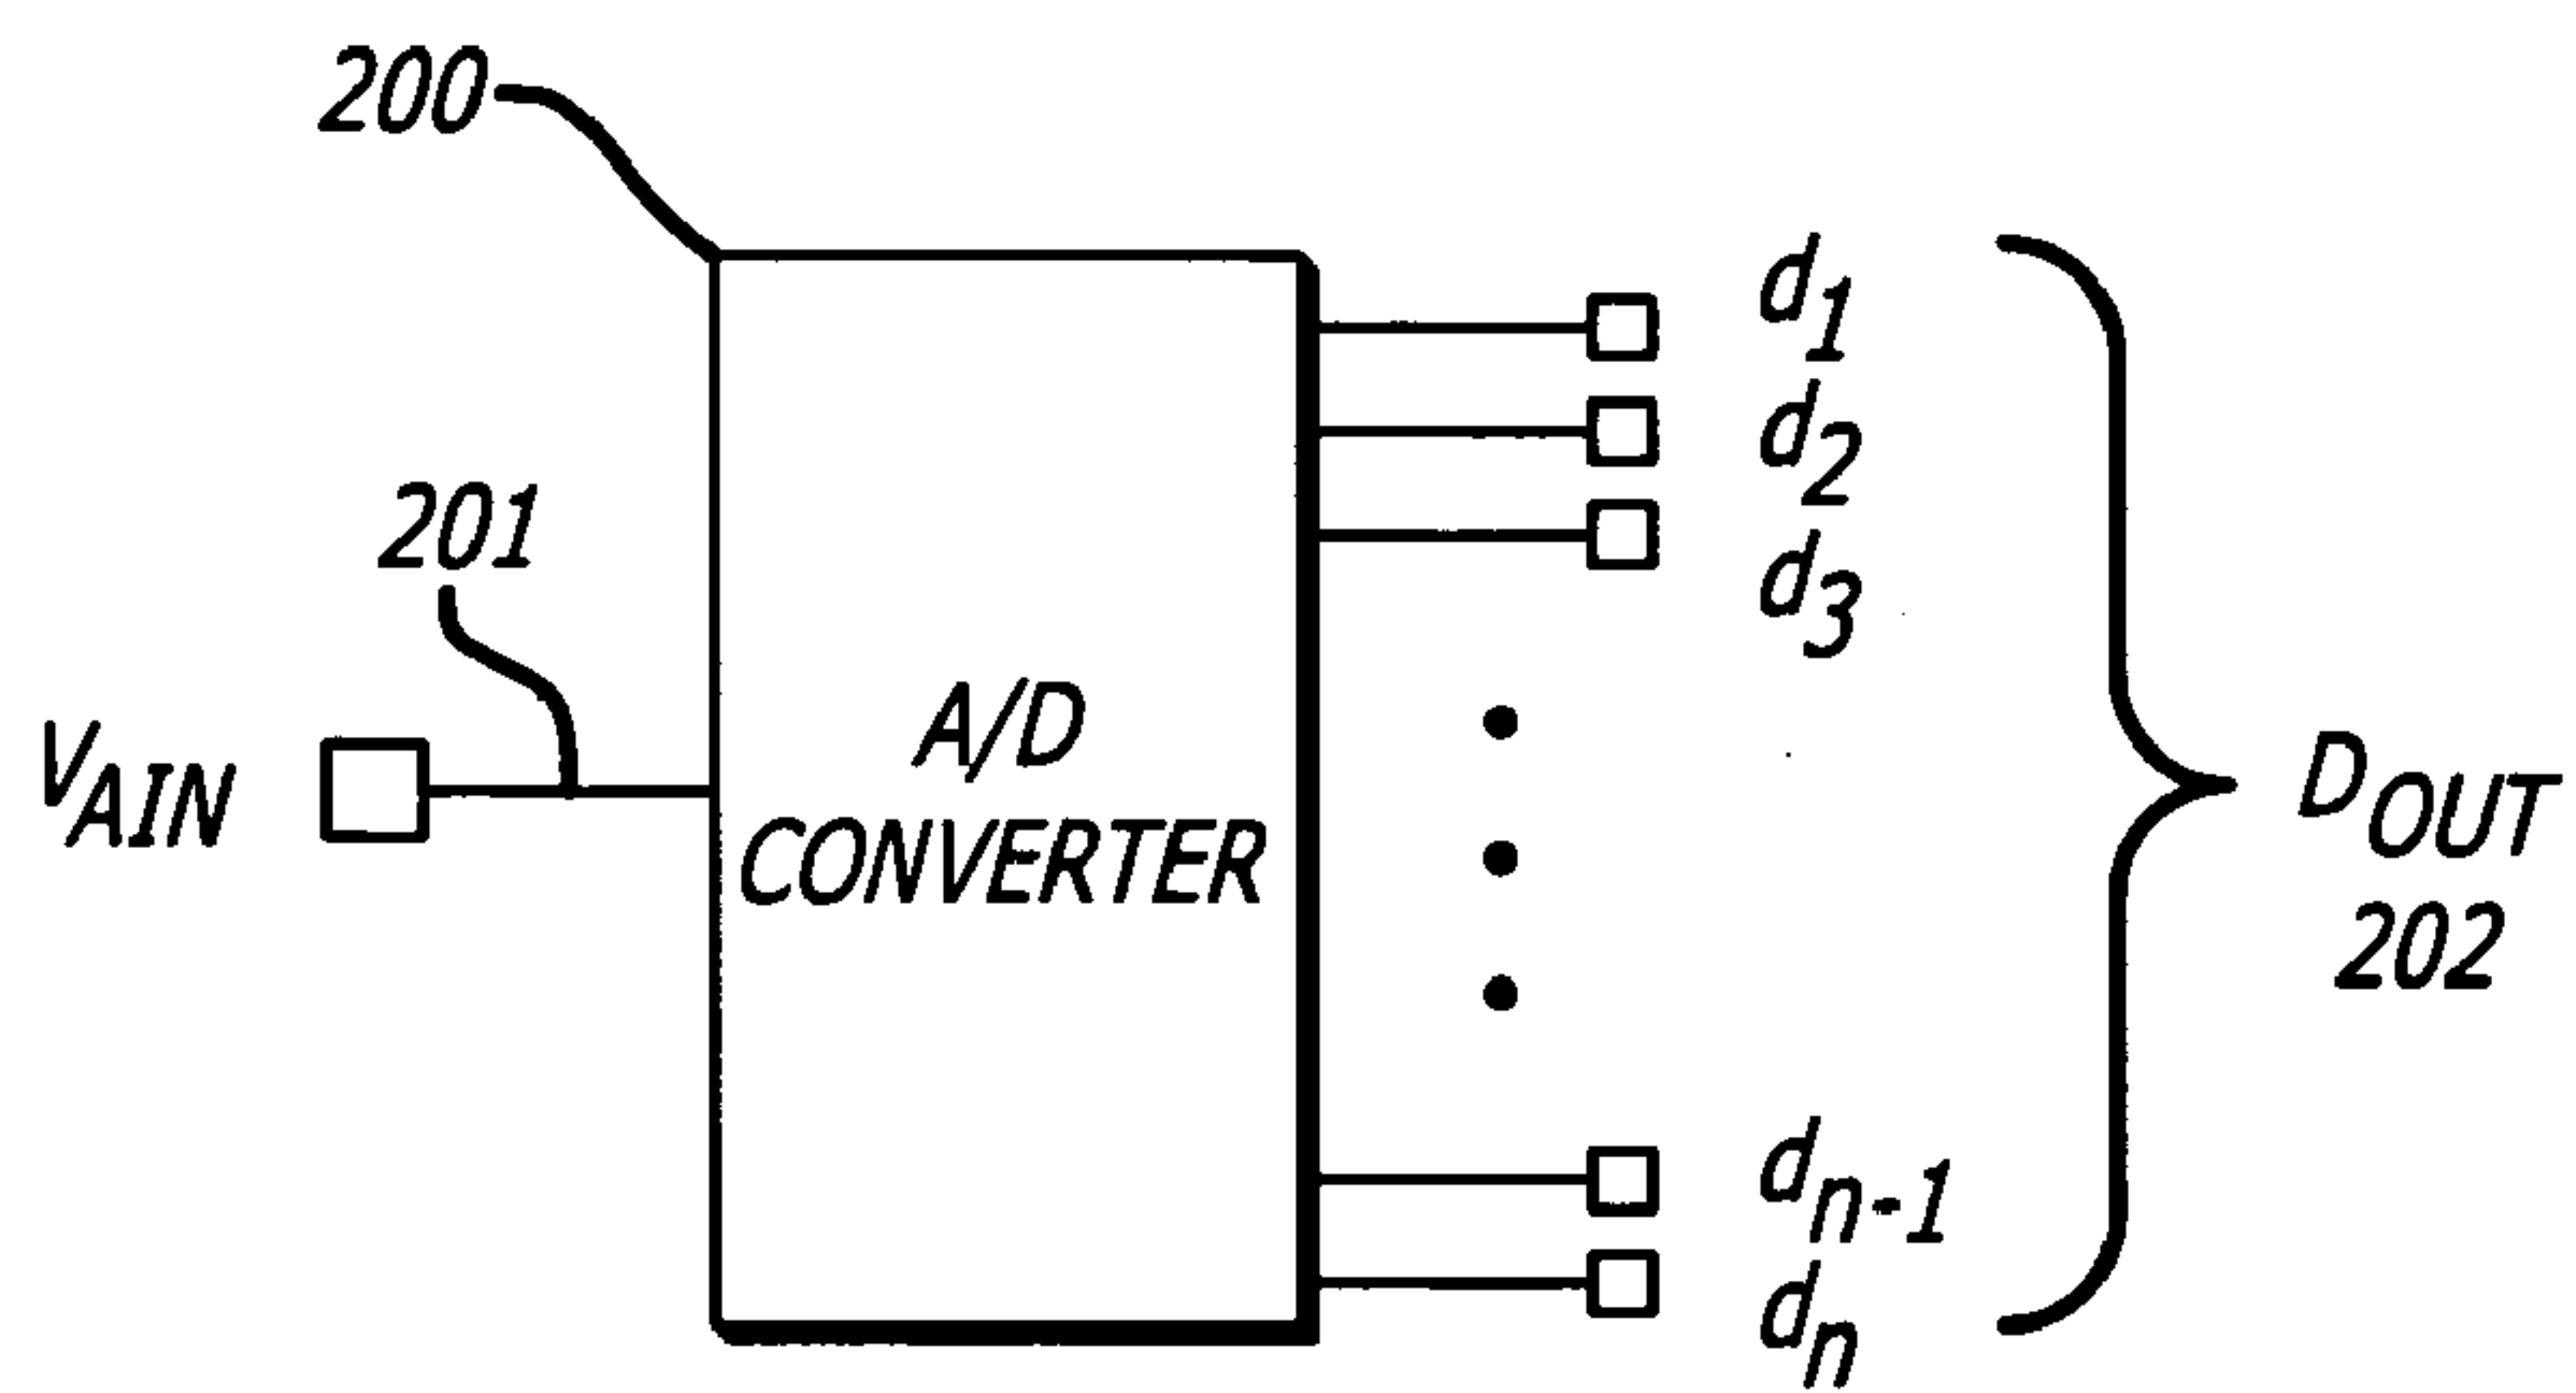 200
201
V_AIN
A/D
CONVERTER
d_1
d_2
d_3
d_n-1
d_n
D_OUT
202